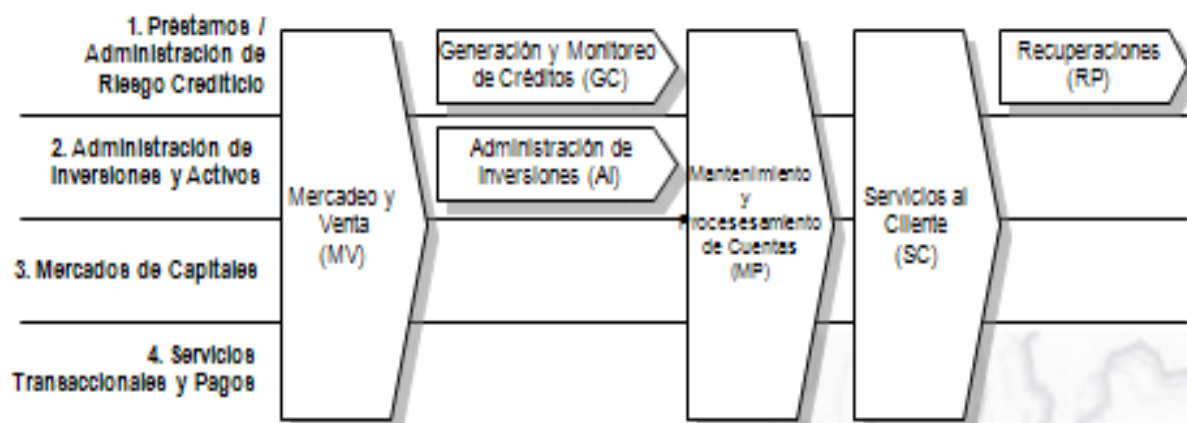 1. Préstamos /
Administración de
Riesgo Crediticio
2. Administración de
Inversiones y Activos
3. Mercados de Capitales
4. Servicios
Transaccionales y Pagos
Mercadeo y
Venta
(MV)
Generación y Monitoreo
de Créditos (GC)
Administración de
Inversiones (AI)
Mantenimiento
y
Procesesamiento
de Cuentas
(MP)
Servicios al
Cliente
(SC)
Recuperaciones
(RP)